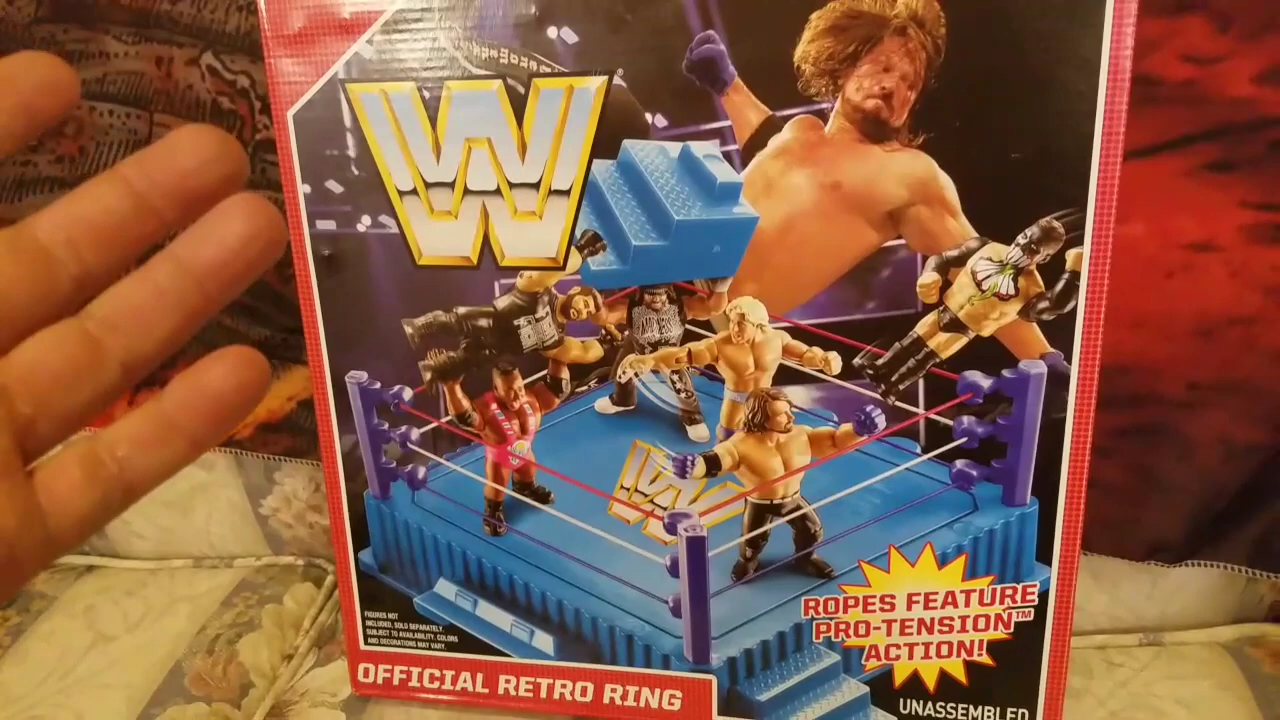 WWF
FIGURES NOT
INCLUDED, SOLD SEPARATELY.
SUBJECT TO AVAILABILITY. COLORS
AND DECORATIONS MAY VARY.
ROPES FEATURE
PRO-TENSION™
ACTION!
OFFICIAL RETRO RING
UNASSEMBLED